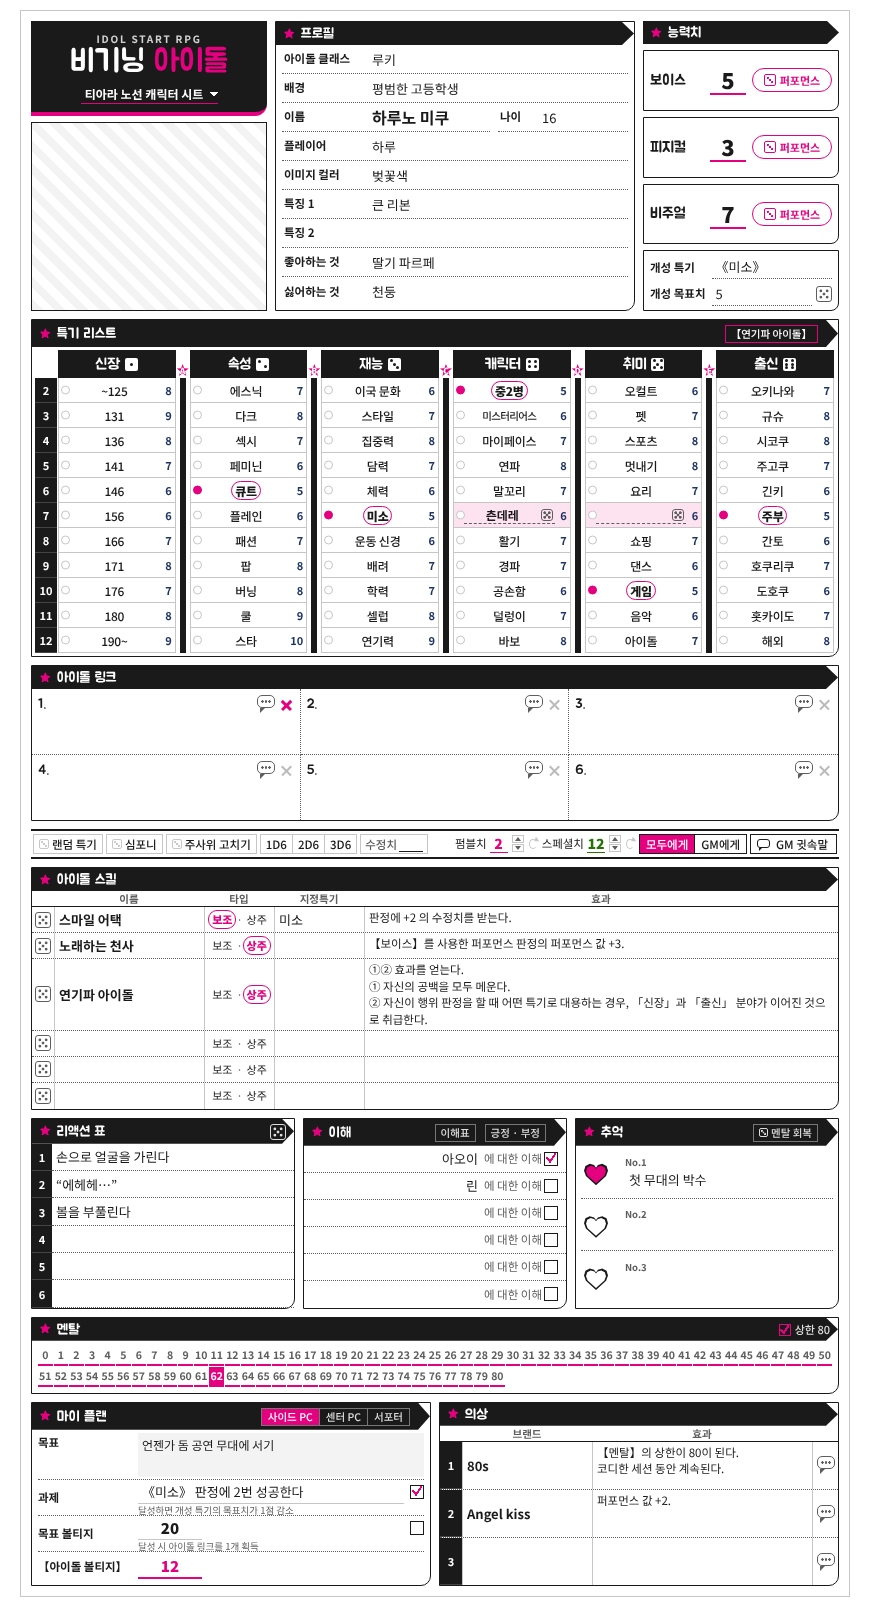 IDOL START RPG
비기닝 아이돌
티아라 노선 캐릭터 시트
프로필
아이돌 클래스 루키
배경 평범한 고등학생
이름 하루노 미쿠 나이 16
플레이어 하루
이미지 컬러 벚꽃색
특징 1 큰 리본
특징 2
좋아하는 것 딸기 파르페
싫어하는 것 천둥
능력치
보이스 5 퍼포먼스
피지컬 3 퍼포먼스
비주얼 7 퍼포먼스
개성 특기 《미소》
개성 목표치 5
특기 리스트 【연기파 아이돌】
신장 속성 재능 캐릭터 취미 출신
2 ~125 8 에스닉 7 이국 문화 6 중2병 5 오컬트 6 오키나와 7
3 131 9 다크 8 스타일 7 미스터리어스 6 펫 7 규슈 8
4 136 8 섹시 7 집중력 8 마이페이스 7 스포츠 8 시코쿠 8
5 141 7 페미닌 6 담력 7 연파 8 멋내기 8 주고쿠 7
6 146 6 큐트 5 체력 6 말꼬리 7 요리 7 긴키 6
7 156 6 플레인 6 미소 5 츤데레 6 6 주부 5
8 166 7 패션 7 운동 신경 6 활기 7 쇼핑 7 간토 6
9 171 8 팝 8 배려 7 경파 7 댄스 6 호쿠리쿠 7
10 176 7 버닝 8 학력 7 공손함 6 게임 5 도호쿠 6
11 180 8 쿨 9 셀럽 8 덜렁이 7 음악 6 홋카이도 7
12 190~ 9 스타 10 연기력 9 바보 8 아이돌 7 해외 8
아이돌 링크
1. 2. 3.
4. 5. 6.
랜덤 특기 심포니 주사위 고치기 1D6 2D6 3D6 수정치 펌블치 2 스페셜치 12 모두에게 GM에게 GM 귓속말
아이돌 스킬
이름 타입 지정특기 효과
스마일 어택 보조 · 상주 미소 판정에 +2 의 수정치를 받는다.
노래하는 천사 보조 · 상주 【보이스】를 사용한 퍼포먼스 판정의 퍼포먼스 값 +3.
연기파 아이돌 보조 · 상주 ①② 효과를 얻는다.
① 자신의 공백을 모두 메운다.
② 자신이 행위 판정을 할 때 어떤 특기로 대용하는 경우, 「신장」과 「출신」 분야가 이어진 것으
로 취급한다.
보조 · 상주
보조 · 상주
보조 · 상주
리액션 표
1 손으로 얼굴을 가린다
2 “에헤헤…”
3 볼을 부풀린다
4
5
6
이해 이해표 긍정 · 부정
아오이 에 대한 이해
린 에 대한 이해
에 대한 이해
에 대한 이해
에 대한 이해
에 대한 이해
추억 멘탈 회복
No.1
첫 무대의 박수
No.2
No.3
멘탈 상한 80
0 1 2 3 4 5 6 7 8 9 10 11 12 13 14 15 16 17 18 19 20 21 22 23 24 25 26 27 28 29 30 31 32 33 34 35 36 37 38 39 40 41 42 43 44 45 46 47 48 49 50
51 52 53 54 55 56 57 58 59 60 61 62 63 64 65 66 67 68 69 70 71 72 73 74 75 76 77 78 79 80
마이 플랜 사이드 PC 센터 PC 서포터
목표 언젠가 돔 공연 무대에 서기
과제 《미소》 판정에 2번 성공한다
달성하면 개성 특기의 목표치가 1점 감소
목표 볼티지 20
달성 시 아이돌 링크를 1개 획득
【아이돌 볼티지】 12
의상
브랜드 효과
1 80s 【멘탈】의 상한이 80이 된다.
코디한 세션 동안 계속된다.
2 Angel kiss 퍼포먼스 값 +2.
3